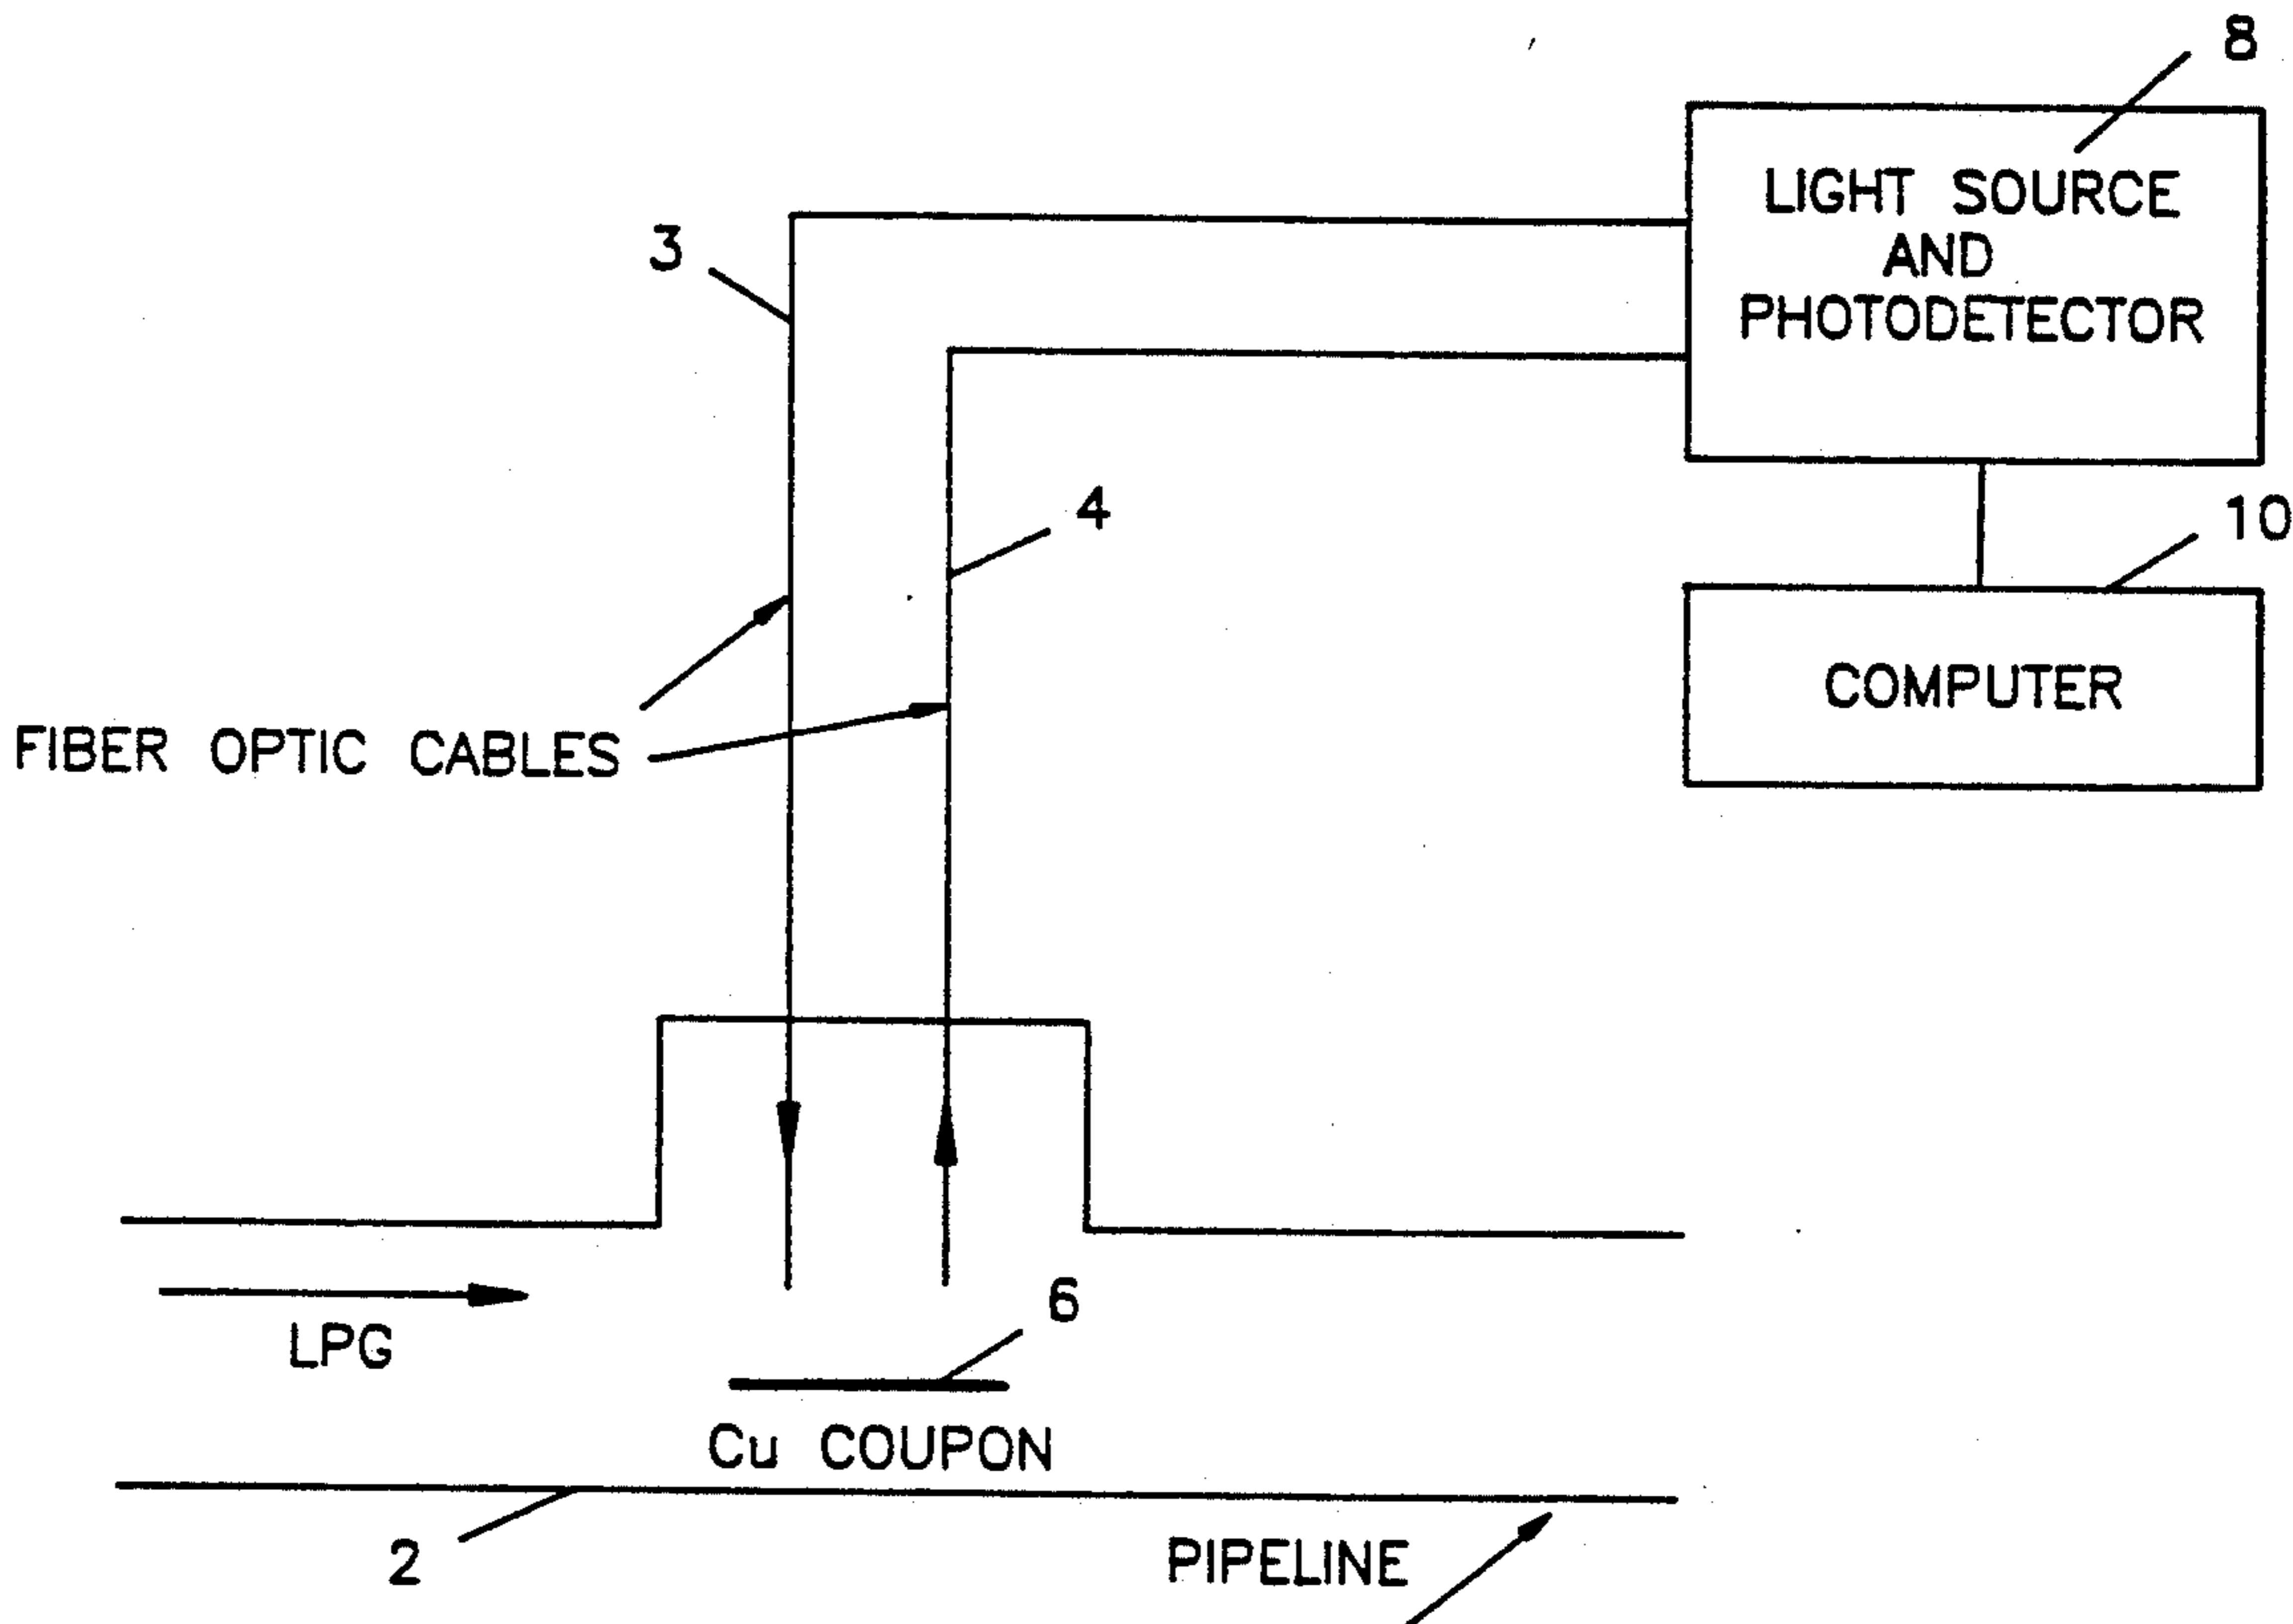 8
LIGHT SOURCE
AND
PHOTODETECTOR
3
4
10
COMPUTER
FIBER OPTIC CABLES
6
LPG
Cu COUPON
2
PIPELINE